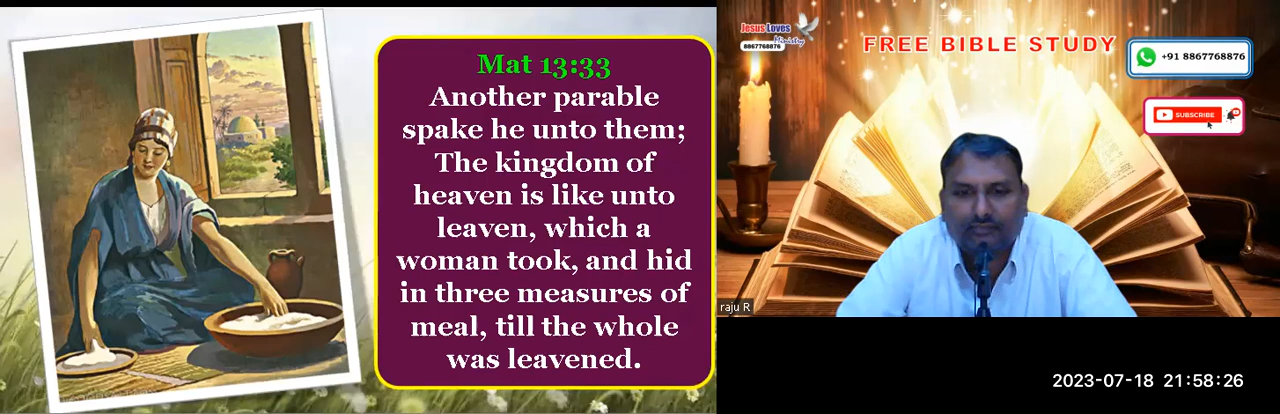 Mat 13:33
Another parable
spake he unto them;
The kingdom of
heaven is like unto
leaven, which a
woman took, and hid
in three measures of
meal, till the whole
was leavened.
Jesus Loves
Ministry
8867768876
FREE BIBLE STUDY
+91 8867768876
SUBSCRIBE
raju R
2023-07-18 21:58:26